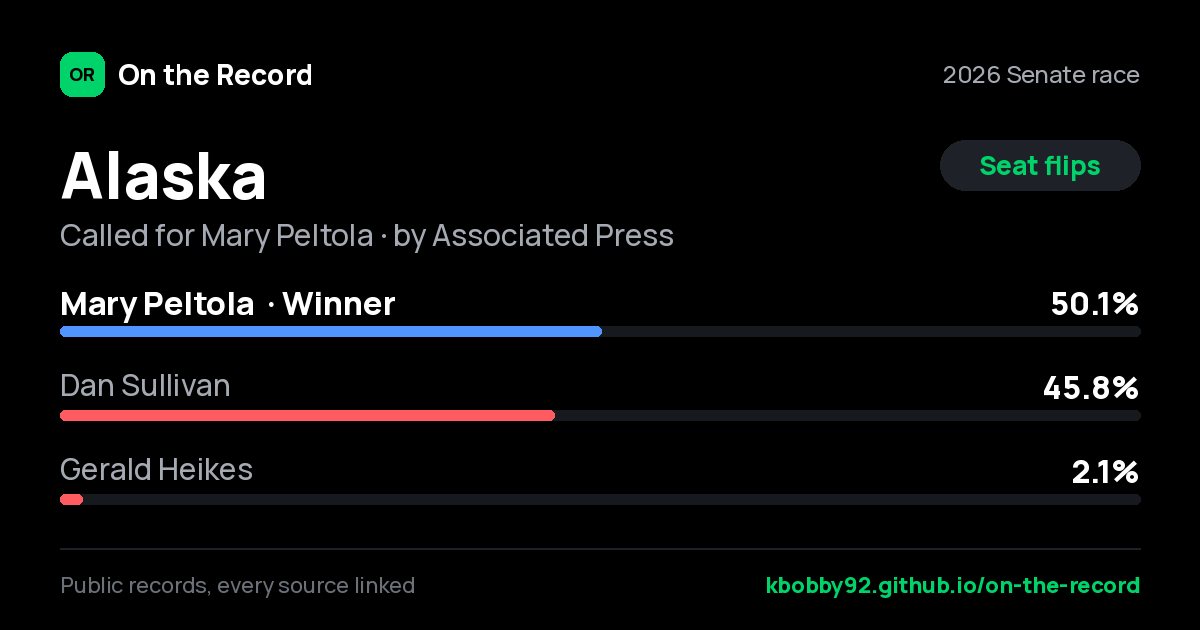 OR On the Record
2026 Senate race
Alaska
Seat flips
Called for Mary Peltola · by Associated Press
Mary Peltola · Winner 50.1%
Dan Sullivan 45.8%
Gerald Heikes 2.1%
Public records, every source linked
kbobby92.github.io/on-the-record